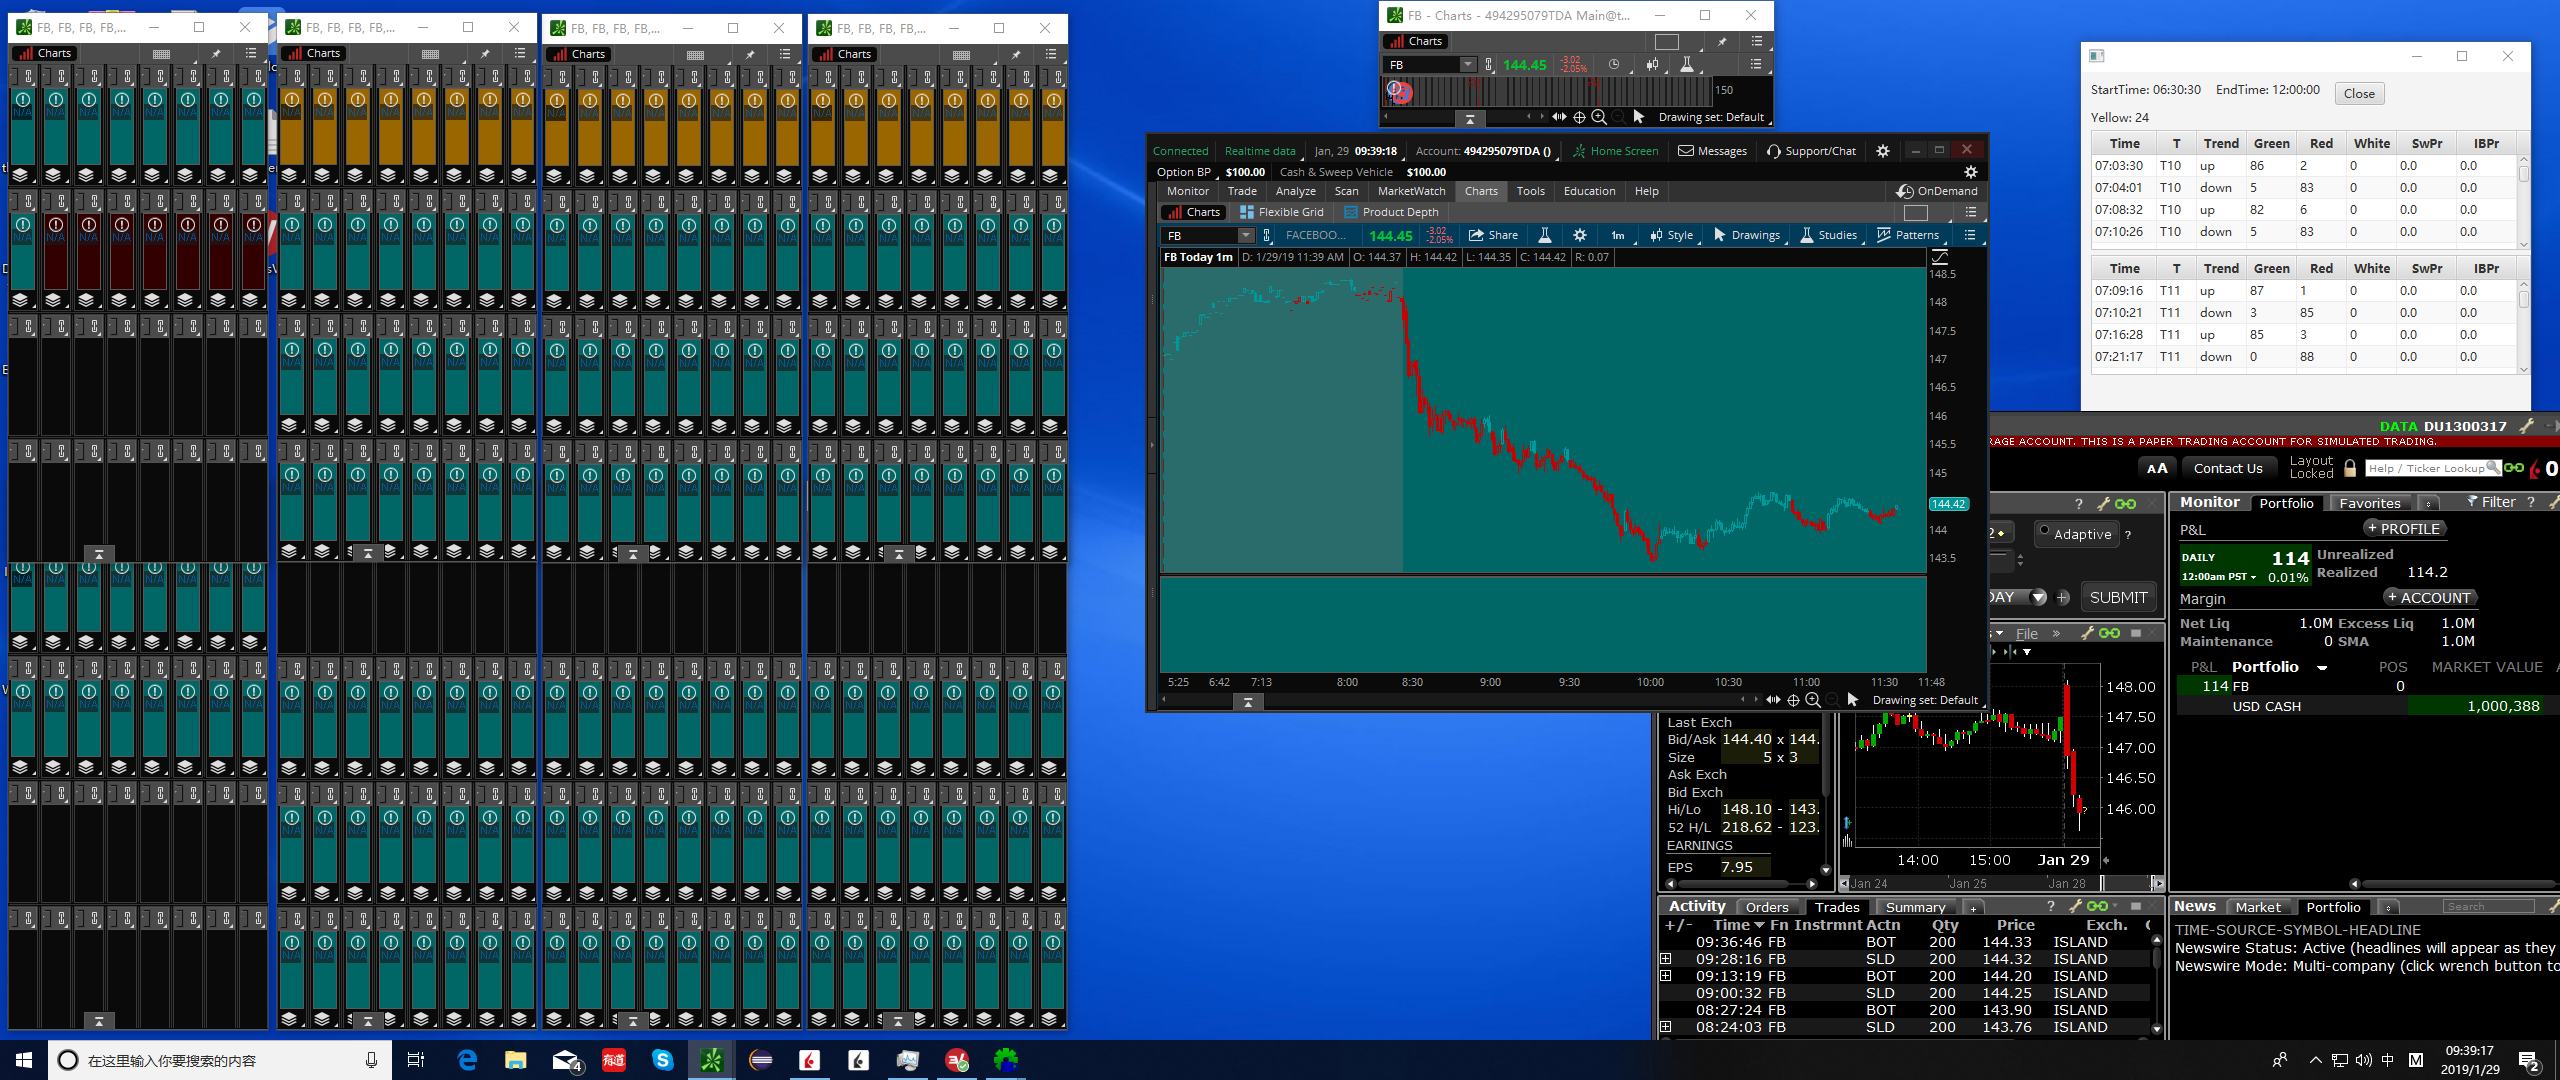 FB, FB, FB, FB,...
Charts
FB, FB, FB, FB,...
Charts
FB, FB, FB, FB,...
Charts
FB, FB, FB, FB,...
Charts
FB - Charts - 494295079TDA Main@t...
Charts
FB 144.45 -3.02 -2.05%
150
Drawing set: Default
Connected Realtime data Jan, 29 09:39:18 Account: 494295079TDA () Home Screen Messages Support/Chat
Option BP $100.00 Cash & Sweep Vehicle $100.00
Monitor Trade Analyze Scan MarketWatch Charts Tools Education Help OnDemand
Charts Flexible Grid Product Depth
FB FACEBOO... 144.45 -3.02 -2.05% Share 1m Style Drawings Studies Patterns
FB Today 1m D: 1/29/19 11:39 AM O: 144.37 H: 144.42 L: 144.35 C: 144.42 R: 0.07
148.5
148
147.5
147
146.5
146
145.5
145
144.42
144
143.5
5:25 6:42 7:13 8:00 8:30 9:00 9:30 10:00 10:30 11:00 11:30 11:48
Drawing set: Default
StartTime: 06:30:30 EndTime: 12:00:00 Close
Yellow: 24
Time T Trend Green Red White SwPr IBPr
07:03:30 T10 up 86 2 0 0.0 0.0
07:04:01 T10 down 5 83 0 0.0 0.0
07:08:32 T10 up 82 6 0 0.0 0.0
07:10:26 T10 down 5 83 0 0.0 0.0
Time T Trend Green Red White SwPr IBPr
07:09:16 T11 up 87 1 0 0.0 0.0
07:10:21 T11 down 3 85 0 0.0 0.0
07:16:28 T11 up 85 3 0 0.0 0.0
07:21:17 T11 down 0 88 0 0.0 0.0
DATA DU1300317
RAGE ACCOUNT. THIS IS A PAPER TRADING ACCOUNT FOR SIMULATED TRADING.
AA Contact Us Layout Locked Help / Ticker Lookup
Monitor Portfolio Favorites Filter ?
P&L + PROFILE
DAILY 114 Unrealized
12:00am PST 0.01% Realized 114.2
Margin + ACCOUNT
Net Liq 1.0M Excess Liq 1.0M
Maintenance 0 SMA 1.0M
P&L Portfolio POS MARKET VALUE
114 FB 0
USD CASH 1,000,388
Adaptive ?
DAY SUBMIT
File
148.00
147.50
147.00
146.50
146.00
14:00 15:00 Jan 29
Jan 24 Jan 25 Jan 28
Last Exch
Bid/Ask 144.40 x 144.
Size 5 x 3
Ask Exch
Bid Exch
Hi/Lo 148.10 - 143.
52 H/L 218.62 - 123.
EARNINGS
EPS 7.95
Activity Orders Trades Summary + ?
+/- Time Fn Instrmnt Actn Qty Price Exch.
09:36:46 FB BOT 200 144.33 ISLAND
09:28:16 FB SLD 200 144.32 ISLAND
09:13:19 FB BOT 200 144.20 ISLAND
09:00:32 FB SLD 200 144.25 ISLAND
08:27:24 FB BOT 200 143.90 ISLAND
08:24:03 FB SLD 200 143.76 ISLAND
News Market Portfolio Search
TIME-SOURCE-SYMBOL-HEADLINE
Newswire Status: Active (headlines will appear as they
Newswire Mode: Multi-company (click wrench button to
在这里输入你要搜索的内容
4
有道
中 M 09:39:17
2019/1/29
2